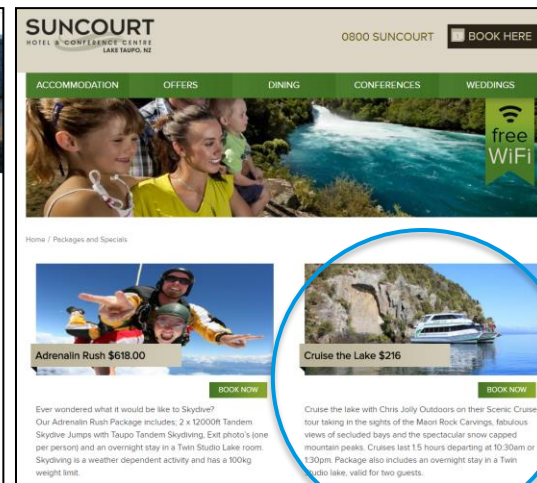 SUNCOURT
HOTEL & CONFERENCE CENTRE
LAKE TAUPO, NZ
0800 SUNCOURT
BOOK HERE
ACCOMMODATION OFFERS DINING CONFERENCES WEDDINGS
free
WiFi
Home / Packages and Specials
Adrenalin Rush $618.00
BOOK NOW
Ever wondered what it would be like to Skydive?
Our Adrenalin Rush Package includes; 2 x 12000ft Tandem
Skydive Jumps with Taupo Tandem Skydiving, Exit photo's (one
per person) and an overnight stay in a Twin Studio Lake room.
Skydiving is a weather dependent activity and has a 100kg
weight limit.
Cruise the Lake $216
BOOK NOW
Cruise the lake with Chris Jolly Outdoors on their Scenic Cruise
tour taking in the sights of the Maori Rock Carvings, fabulous
views of secluded bays and the spectacular snow capped
mountain peaks. Cruises last 1.5 hours departing at 10:30am or
1:30pm. Package also includes an overnight stay in a Twin
Studio lake, valid for two guests.